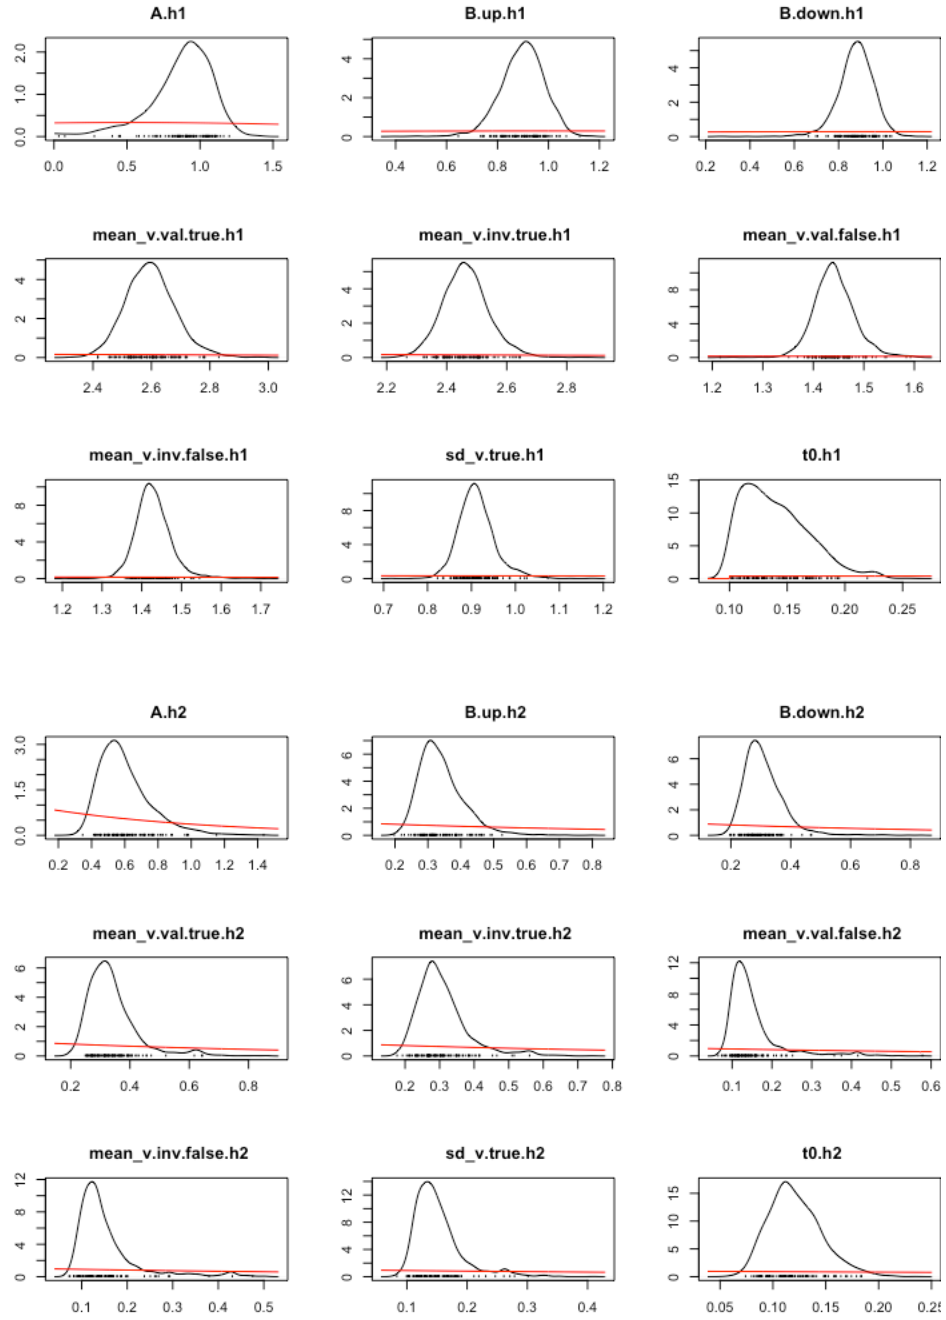 A.h1 B.up.h1 B.down.h1
2.0 4 4
1.0 2 2
0.0 0 0
0.0 0.5 1.0 1.5 0.4 0.6 0.8 1.0 1.2 0.2 0.4 0.6 0.8 1.0 1.2
mean_v.val.true.h1 mean_v.inv.true.h1 mean_v.val.false.h1
4 4 8
2 2 4
0 0 0
2.4 2.6 2.8 3.0 2.2 2.4 2.6 2.8 1.2 1.3 1.4 1.5 1.6
mean_v.inv.false.h1 sd_v.true.h1 t0.h1
8 8 15
4 4 10
0 0 5
0
1.2 1.3 1.4 1.5 1.6 1.7 0.7 0.8 0.9 1.0 1.1 1.2 0.10 0.15 0.20 0.25
A.h2 B.up.h2 B.down.h2
3.0 6 6
1.5 4 4
0.0 2 2
0 0
0.2 0.4 0.6 0.8 1.0 1.2 1.4 0.2 0.3 0.4 0.5 0.6 0.7 0.8 0.2 0.4 0.6 0.8
mean_v.val.true.h2 mean_v.inv.true.h2 mean_v.val.false.h2
6 6 12
4 4 8
2 2 4
0 0 0
0.2 0.4 0.6 0.8 0.2 0.3 0.4 0.5 0.6 0.7 0.8 0.1 0.2 0.3 0.4 0.5 0.6
mean_v.inv.false.h2 sd_v.true.h2 t0.h2
12 12 15
8 8 10
4 4 5
0 0 0
0.1 0.2 0.3 0.4 0.5 0.1 0.2 0.3 0.4 0.05 0.10 0.15 0.20 0.25